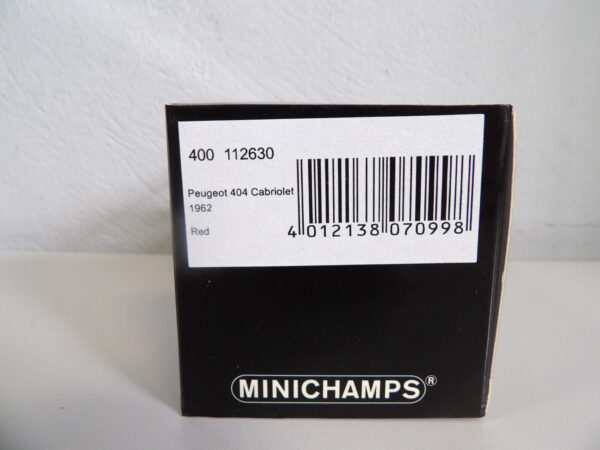 400 112630
Peugeot 404 Cabriolet
1962
Red
4 012138 070998
MINICHAMPS®